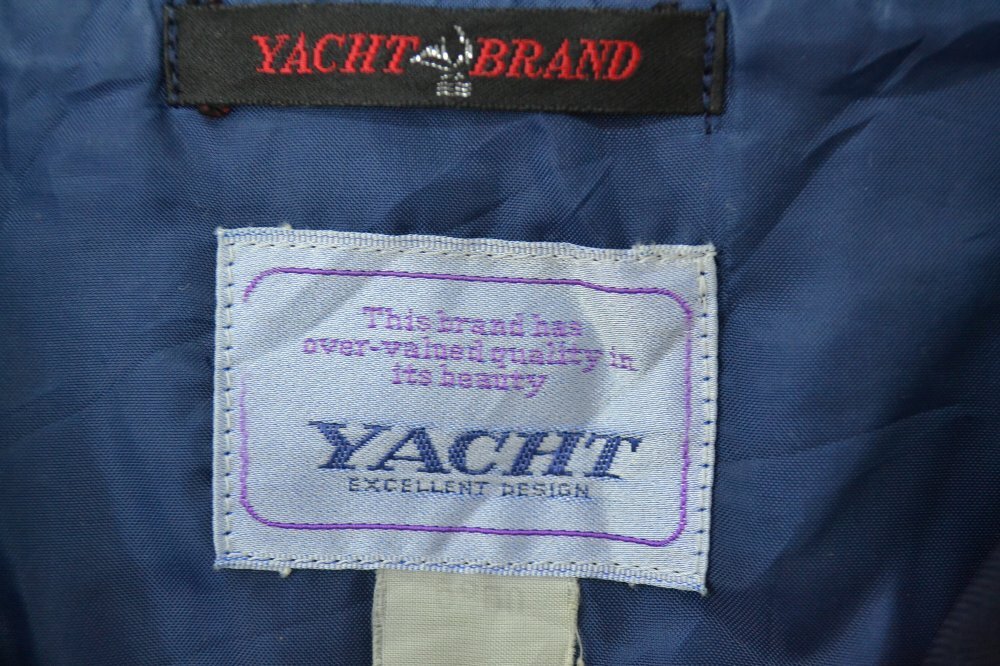 YACHT BRAND
This brand has
over-valued quality in
its beauty
YACHT
EXCELLENT DESIGN